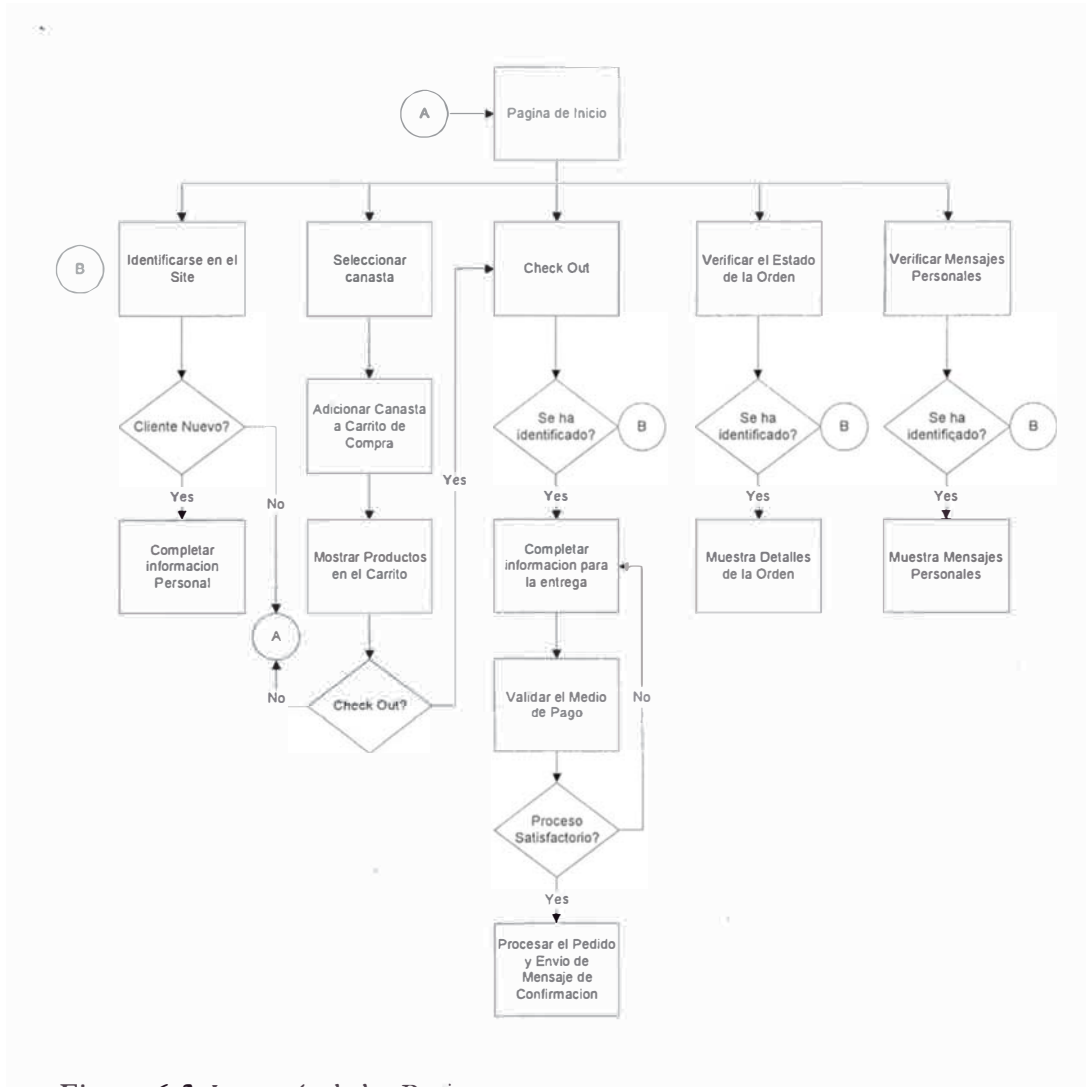 A
Pagina de Inicio
B
Identificarse en el
Site
Seleccionar
canasta
Check Out
Verificar el Estado
de la Orden
Verificar Mensajes
Personales
Cliente Nuevo?
Adicionar Canasta
a Carrito de
Compra
Se ha
identificado?
B
Se ha
identificado?
B
Se ha
identificado?
B
Yes
No
Yes
Yes
Yes
Yes
Completar
informacion
Personal
Mostrar Productos
en el Carrito
Completar
informacion para
la entrega
Muestra Detalles
de la Orden
Muestra Mensajes
Personales
A
No
Check Out?
Validar el Medio
de Pago
No
Proceso
Satisfactorio?
Yes
Procesar el Pedido
y Envio de
Mensaje de
Confirmacion